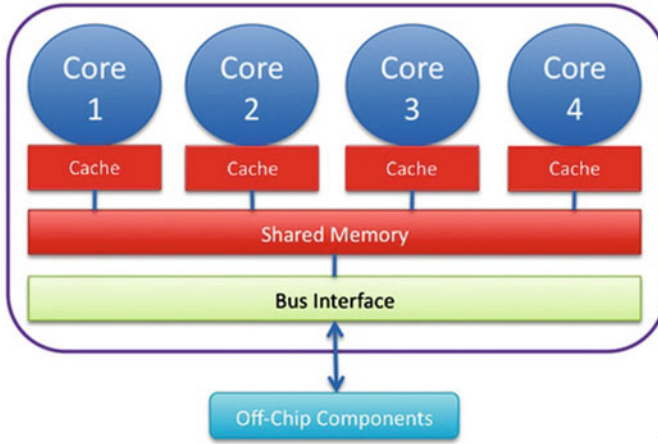 Core
1
Core
2
Core
3
Core
4
Cache
Cache
Cache
Cache
Shared Memory
Bus Interface
Off-Chip Components